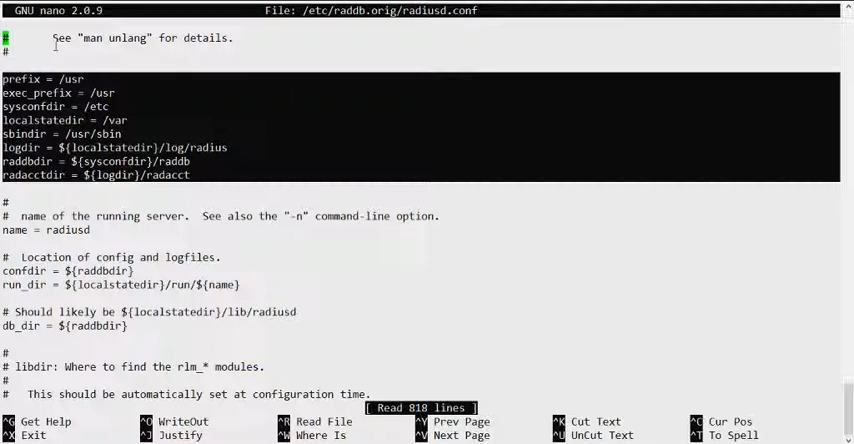 GNU nano 2.0.9 File: /etc/raddb.orig/radiusd.conf
# See "man unlang" for details.
#
prefix = /usr
exec_prefix = /usr
sysconfdir = /etc
localstatedir = /var
sbindir = /usr/sbin
logdir = ${localstatedir}/log/radius
raddbdir = ${sysconfdir}/raddb
radacctdir = ${logdir}/radacct
#
# name of the running server. See also the "-n" command-line option.
name = radiusd
# Location of config and logfiles.
confdir = ${raddbdir}
run_dir = ${localstatedir}/run/${name}
# Should likely be ${localstatedir}/lib/radiusd
db_dir = ${raddbdir}
#
# libdir: Where to find the rlm_* modules.
#
# This should be automatically set at configuration time.
[ Read 818 lines ]
^G Get Help ^O WriteOut ^R Read File ^Y Prev Page ^K Cut Text ^C Cur Pos
^X Exit ^J Justify ^W Where Is ^V Next Page ^U UnCut Text ^T To Spell